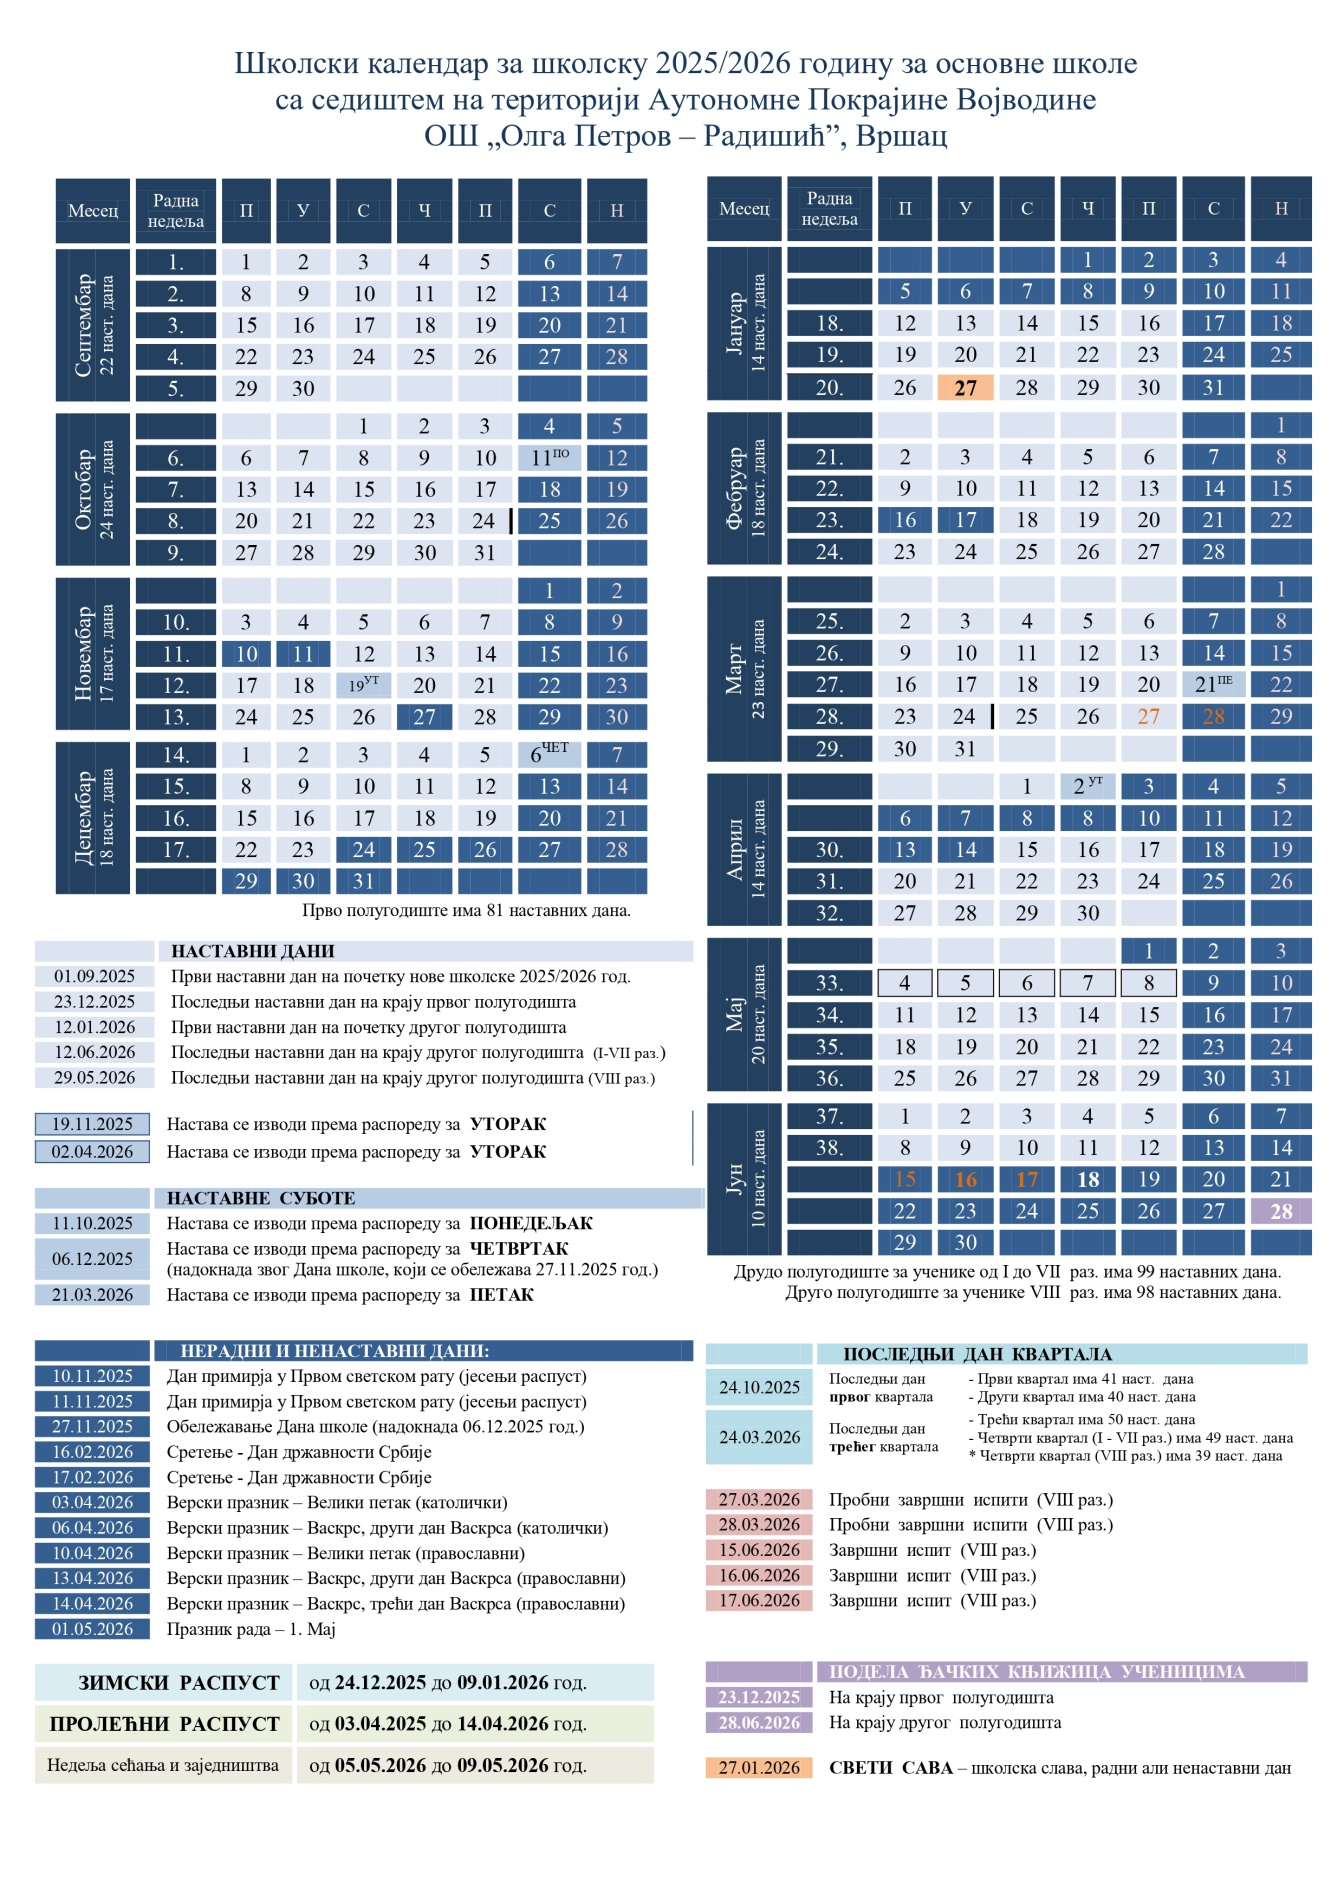 Школски календар за школску 2025/2026 годину за основне школе
са седиштем на територији Аутономне Покрајине Војводине
ОШ „Олга Петров – Радишић”, Вршац
Месец Радна недеља П У С Ч П С Н
Септембар 22 наст. дана
1. 1 2 3 4 5 6 7
2. 8 9 10 11 12 13 14
3. 15 16 17 18 19 20 21
4. 22 23 24 25 26 27 28
5. 29 30
Октобар 24 наст. дана
1 2 3 4 5
6. 6 7 8 9 10 11ПО 12
7. 13 14 15 16 17 18 19
8. 20 21 22 23 24 25 26
9. 27 28 29 30 31
Новембар 17 наст. дана
1 2
10. 3 4 5 6 7 8 9
11. 10 11 12 13 14 15 16
12. 17 18 19УТ 20 21 22 23
13. 24 25 26 27 28 29 30
Децембар 18 наст. дана
14. 1 2 3 4 5 6ЧЕТ 7
15. 8 9 10 11 12 13 14
16. 15 16 17 18 19 20 21
17. 22 23 24 25 26 27 28
29 30 31
Прво полугодиште има 81 наставних дана.
Месец Радна недеља П У С Ч П С Н
Јануар 14 наст. дана
1 2 3 4
5 6 7 8 9 10 11
18. 12 13 14 15 16 17 18
19. 19 20 21 22 23 24 25
20. 26 27 28 29 30 31
Фебруар 18 наст. дана
1
21. 2 3 4 5 6 7 8
22. 9 10 11 12 13 14 15
23. 16 17 18 19 20 21 22
24. 23 24 25 26 27 28
Март 23 наст. дана
1
25. 2 3 4 5 6 7 8
26. 9 10 11 12 13 14 15
27. 16 17 18 19 20 21ПЕ 22
28. 23 24 25 26 27 28 29
29. 30 31
Април 14 наст. дана
1 2 УТ 3 4 5
6 7 8 8 10 11 12
30. 13 14 15 16 17 18 19
31. 20 21 22 23 24 25 26
32. 27 28 29 30
Мај 20 наст. дана
1 2 3
33. 4 5 6 7 8 9 10
34. 11 12 13 14 15 16 17
35. 18 19 20 21 22 23 24
36. 25 26 27 28 29 30 31
Јун 10 наст. дана
37. 1 2 3 4 5 6 7
38. 8 9 10 11 12 13 14
15 16 17 18 19 20 21
22 23 24 25 26 27 28
29 30
Друдо полугодиште за ученике од I до VII раз. има 99 наставних дана.
Друго полугодиште за ученике VIII раз. има 98 наставних дана.
НАСТАВНИ ДАНИ
01.09.2025 Први наставни дан на почетку нове школске 2025/2026 год.
23.12.2025 Последњи наставни дан на крају првог полугодишта
12.01.2026 Први наставни дан на почетку другог полугодишта
12.06.2026 Последњи наставни дан на крају другог полугодишта (I-VII раз.)
29.05.2026 Последњи наставни дан на крају другог полугодишта (VIII раз.)
19.11.2025 Настава се изводи према распореду за УТОРАК
02.04.2026 Настава се изводи према распореду за УТОРАК
НАСТАВНЕ СУБОТЕ
11.10.2025 Настава се изводи према распореду за ПОНЕДЕЉАК
06.12.2025 Настава се изводи према распореду за ЧЕТВРТАК
(надокнада због Дана школе, који се обележава 27.11.2025 год.)
21.03.2026 Настава се изводи према распореду за ПЕТАК
НЕРАДНИ И НЕНАСТАВНИ ДАНИ:
10.11.2025 Дан примирја у Првом светском рату (јесењи распуст)
11.11.2025 Дан примирја у Првом светском рату (јесењи распуст)
27.11.2025 Обележавање Дана школе (надокнада 06.12.2025 год.)
16.02.2026 Сретење - Дан државности Србије
17.02.2026 Сретење - Дан државности Србије
03.04.2026 Верски празник – Велики петак (католички)
06.04.2026 Верски празник – Васкрс, други дан Васкрса (католички)
10.04.2026 Верски празник – Велики петак (православни)
13.04.2026 Верски празник – Васкрс, други дан Васкрса (православни)
14.04.2026 Верски празник – Васкрс, трећи дан Васкрса (православни)
01.05.2026 Празник рада – 1. Мај
ЗИМСКИ РАСПУСТ од 24.12.2025 до 09.01.2026 год.
ПРОЛЕЋНИ РАСПУСТ од 03.04.2025 до 14.04.2026 год.
Недеља сећања и заједништва од 05.05.2026 до 09.05.2026 год.
ПОСЛЕДЊИ ДАН КВАРТАЛА
24.10.2025 Последњи дан првог квартала
- Први квартал има 41 наст. дана
- Други квартал има 40 наст. дана
24.03.2026 Последњи дан трећег квартала
- Трећи квартал има 50 наст. дана
- Четврти квартал (I - VII раз.) има 49 наст. дана
* Четврти квартал (VIII раз.) има 39 наст. дана
27.03.2026 Пробни завршни испити (VIII раз.)
28.03.2026 Пробни завршни испити (VIII раз.)
15.06.2026 Завршни испит (VIII раз.)
16.06.2026 Завршни испит (VIII раз.)
17.06.2026 Завршни испит (VIII раз.)
ПОДЕЛА ЂАЧКИХ КЊИЖИЦА УЧЕНИЦИМА
23.12.2025 На крају првог полугодишта
28.06.2026 На крају другог полугодишта
27.01.2026 СВЕТИ САВА – школска слава, радни али ненаставни дан